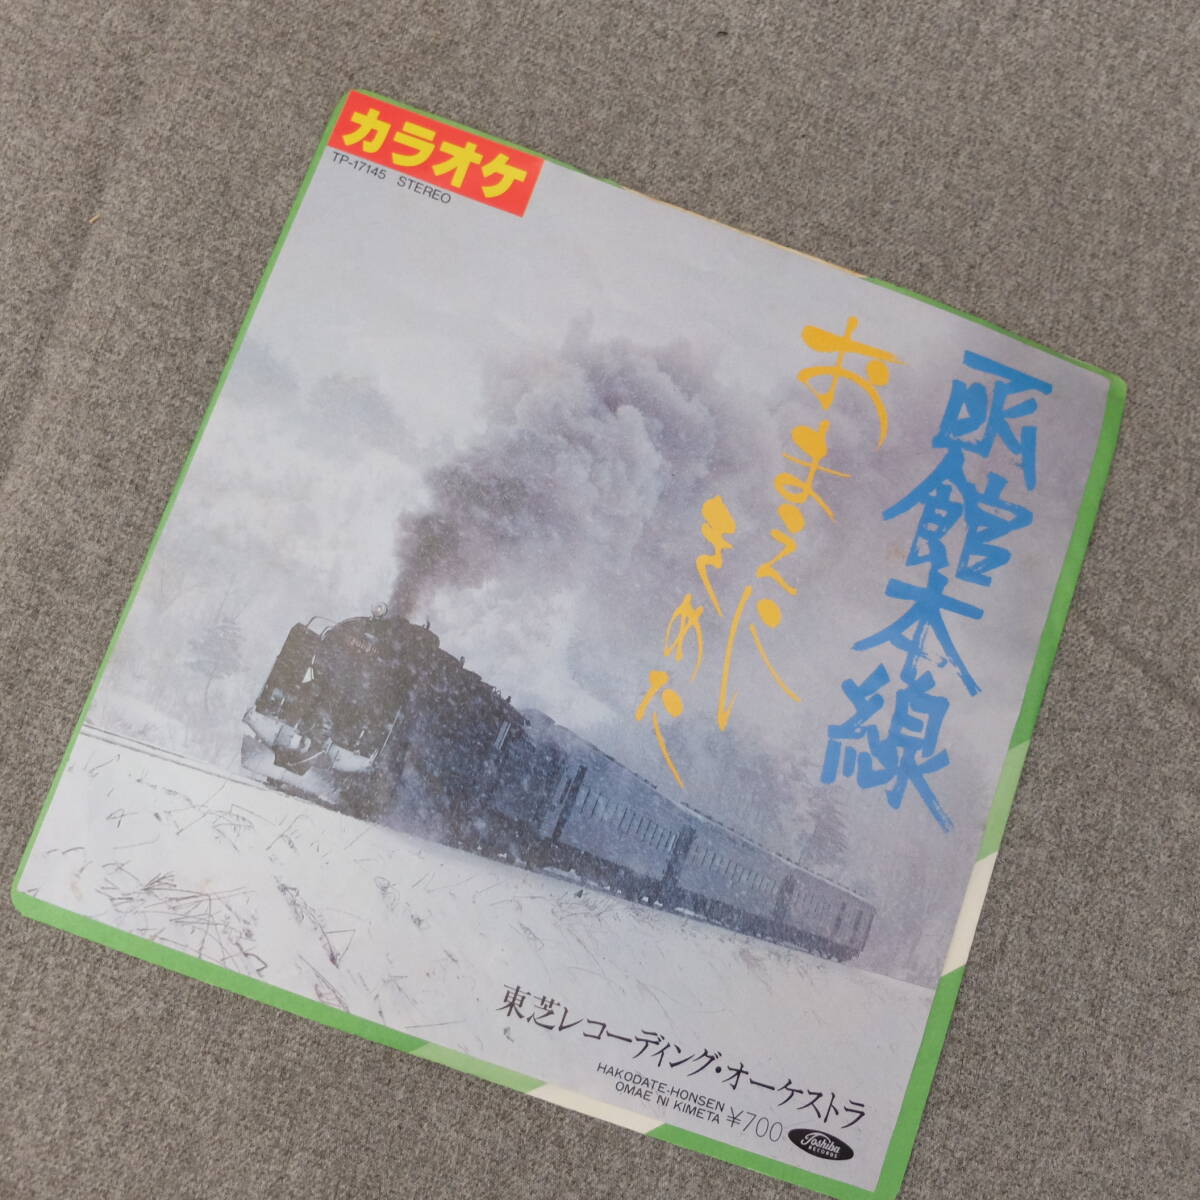 カラオケ
TP-17145 STEREO
函館本線
おまえに
きめた
東芝レコーディング・オーケストラ
HAKODATE-HONSEN
OMAE NI KIMETA
¥700
Toshiba
RECORDS